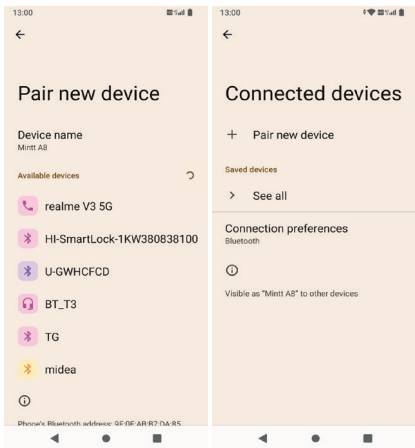 13:00
Pair new device
Device name
Mintt A8
Available devices
realme V3 5G
HI-SmartLock-1KW380838100
U-GWHCFCD
BT_T3
TG
midea
Phone's Bluetooth address: 9F:0F:AB:B7:DA:85
13:00
Connected devices
+ Pair new device
Saved devices
> See all
Connection preferences
Bluetooth
Visible as "Mintt A8" to other devices